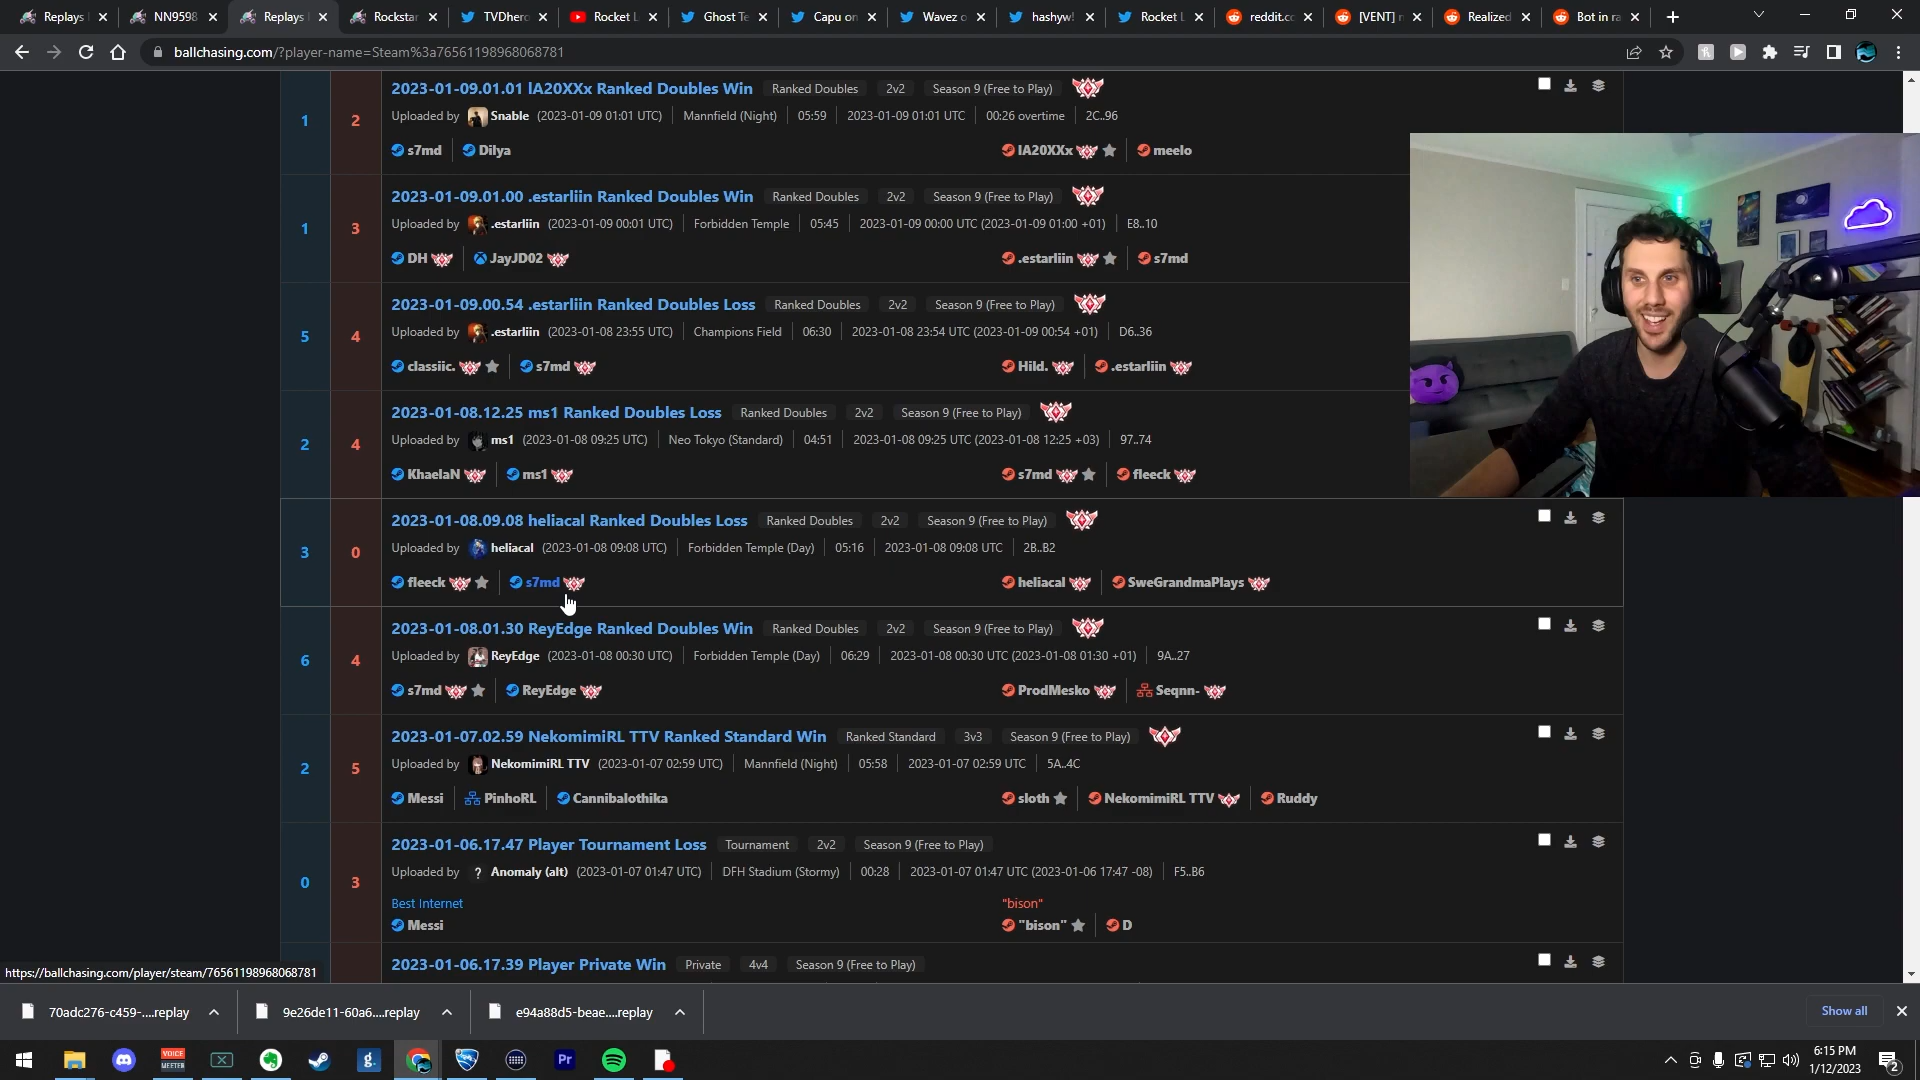 Replays
NN9598
Replays
Rockstar
TVDhero
Rocket L
Ghost Te
Capu on
Wavez o
hashyw!
Rocket L
reddit.co
[VENT] r
Realized
Bot in ra
ballchasing.com/?player-name=Steam%3a76561198968068781
1 2 2023-01-09.01.01 lA20XXx Ranked Doubles Win Ranked Doubles 2v2 Season 9 (Free to Play)
Uploaded by Snable (2023-01-09 01:01 UTC) Mannfield (Night) 05:59 2023-01-09 01:01 UTC 00:26 overtime 2C..96
s7md Dilya lA20XXx meelo
1 3 2023-01-09.01.00 .estarliin Ranked Doubles Win Ranked Doubles 2v2 Season 9 (Free to Play)
Uploaded by .estarliin (2023-01-09 00:01 UTC) Forbidden Temple 05:45 2023-01-09 00:00 UTC (2023-01-09 01:00 +01) E8..10
DH JayJD02 .estarliin s7md
5 4 2023-01-09.00.54 .estarliin Ranked Doubles Loss Ranked Doubles 2v2 Season 9 (Free to Play)
Uploaded by .estarliin (2023-01-08 23:55 UTC) Champions Field 06:30 2023-01-08 23:54 UTC (2023-01-09 00:54 +01) D6..36
classiic. s7md Hild. .estarliin
2 4 2023-01-08.12.25 ms1 Ranked Doubles Loss Ranked Doubles 2v2 Season 9 (Free to Play)
Uploaded by ms1 (2023-01-08 09:25 UTC) Neo Tokyo (Standard) 04:51 2023-01-08 09:25 UTC (2023-01-08 12:25 +03) 97..74
KhaelaN ms1 s7md fleeck
3 0 2023-01-08.09.08 heliacal Ranked Doubles Loss Ranked Doubles 2v2 Season 9 (Free to Play)
Uploaded by heliacal (2023-01-08 09:08 UTC) Forbidden Temple (Day) 05:16 2023-01-08 09:08 UTC 2B..B2
fleeck s7md heliacal SweGrandmaPlays
6 4 2023-01-08.01.30 ReyEdge Ranked Doubles Win Ranked Doubles 2v2 Season 9 (Free to Play)
Uploaded by ReyEdge (2023-01-08 00:30 UTC) Forbidden Temple (Day) 06:29 2023-01-08 00:30 UTC (2023-01-08 01:30 +01) 9A..27
s7md ReyEdge ProdMesko Seqnn-
2 5 2023-01-07.02.59 NekomimiRL TTV Ranked Standard Win Ranked Standard 3v3 Season 9 (Free to Play)
Uploaded by NekomimiRL TTV (2023-01-07 02:59 UTC) Mannfield (Night) 05:58 2023-01-07 02:59 UTC 5A..4C
Messi PinhoRL Cannibalothika sloth NekomimiRL TTV Ruddy
0 3 2023-01-06.17.47 Player Tournament Loss Tournament 2v2 Season 9 (Free to Play)
Uploaded by ? Anomaly (alt) (2023-01-07 01:47 UTC) DFH Stadium (Stormy) 00:28 2023-01-07 01:47 UTC (2023-01-06 17:47 -08) F5..B6
Best Internet "bison"
Messi "bison" D
2023-01-06.17.39 Player Private Win Private 4v4 Season 9 (Free to Play)
https://ballchasing.com/player/steam/76561198968068781
70adc276-c459-....replay
9e26de11-60a6....replay
e94a88d5-beae....replay
Show all
VOICE
MEETER
g.
Pr
6:15 PM
1/12/2023
2